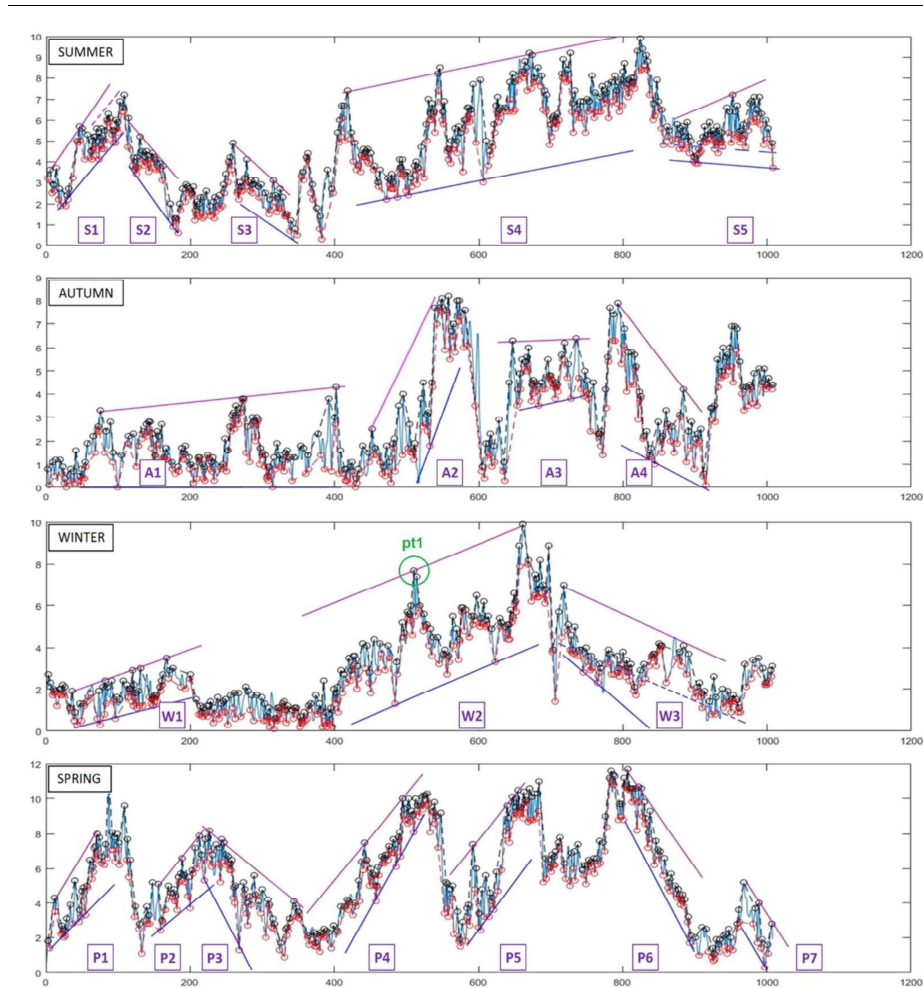 10
9
8
7
6
5
4
3
2
1
0
SUMMER
S1
S2
S3
S4
S5
0
200
400
600
800
1000
1200
9
8
7
6
5
4
3
2
1
0
AUTUMN
A1
A2
A3
A4
0
200
400
600
800
1000
1200
10
8
6
4
2
0
WINTER
pt1
W1
W2
W3
0
200
400
600
800
1000
1200
12
10
8
6
4
2
0
SPRING
P1
P2
P3
P4
P5
P6
P7
0
200
400
600
800
1000
1200